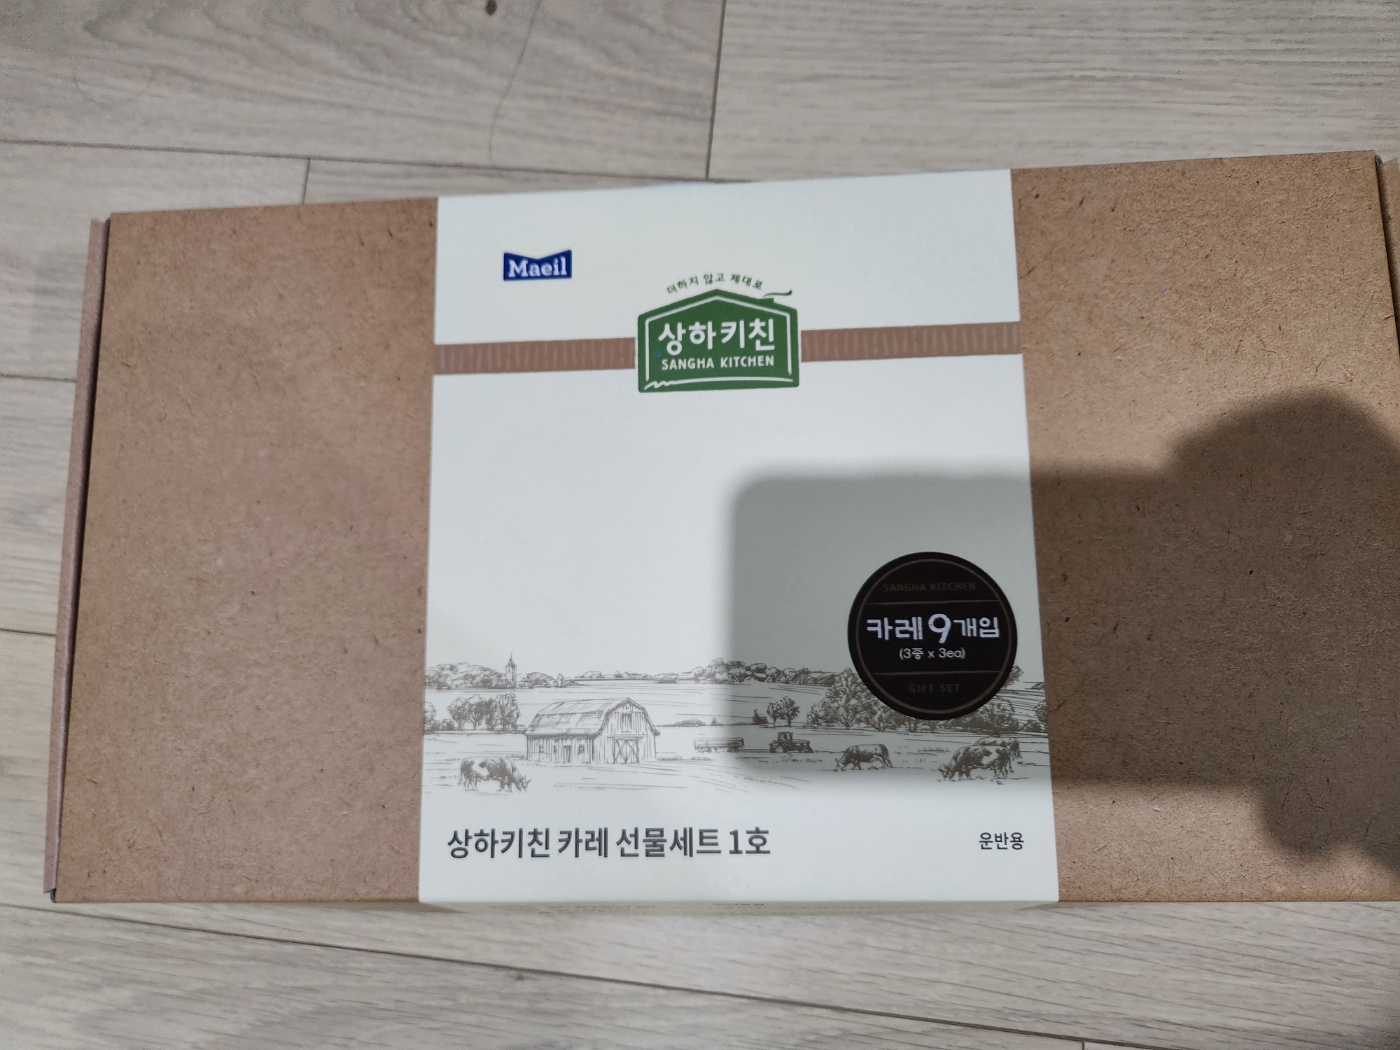 Maeil
더하지 않고 제대로
상하키친
SANGHA KITCHEN
SANGHA KITCHEN
카레 9개입
(3종 x 3ea)
GIFT SET
상하키친 카레 선물세트 1호
운반용